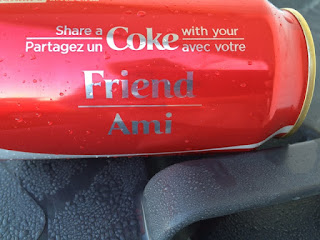 Share a Coke with your
Partagez un Coke avec votre
Friend
Ami